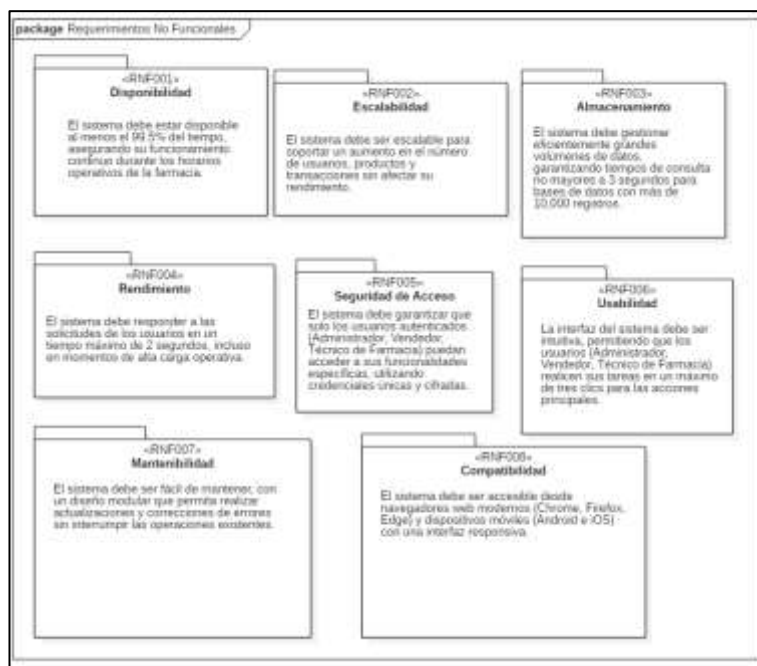 package Requerimientos No Funcionales
«RNF001»
Disponibilidad
El sistema debe estar disponible
al menos el 99.5% del tiempo,
asegurando su funcionamiento
continuo durante los horarios
operativos de la farmacia.
«RNF002»
Escalabilidad
El sistema debe ser escalable para
soportar un aumento en el número
de usuarios, productos y
transacciones sin afectar su
rendimiento.
«RNF003»
Almacenamiento
El sistema debe gestionar
eficientemente grandes
volúmenes de datos,
garantizando tiempos de consulta
no mayores a 3 segundos para
bases de datos con más de
10,000 registros.
«RNF004»
Rendimiento
El sistema debe responder a las
solicitudes de los usuarios en un
tiempo máximo de 2 segundos, incluso
en momentos de alta carga operativa.
«RNF005»
Seguridad de Acceso
El sistema debe garantizar que
solo los usuarios autenticados
(Administrador, Vendedor,
Técnico de Farmacia) puedan
acceder a sus funcionalidades
específicas, utilizando
credenciales únicas y cifradas.
«RNF006»
Usabilidad
La interfaz del sistema debe ser
intuitiva, permitiendo que los
usuarios (Administrador,
Vendedor, Técnico de Farmacia)
realicen sus tareas en un máximo
de tres clics para las acciones
principales.
«RNF007»
Mantenibilidad
El sistema debe ser fácil de mantener, con
un diseño modular que permita realizar
actualizaciones y correcciones de errores
sin interrumpir las operaciones existentes.
«RNF008»
Compatibilidad
El sistema debe ser accesible desde
navegadores web modernos (Chrome, Firefox,
Edge) y dispositivos móviles (Android e iOS)
con una interfaz responsiva.